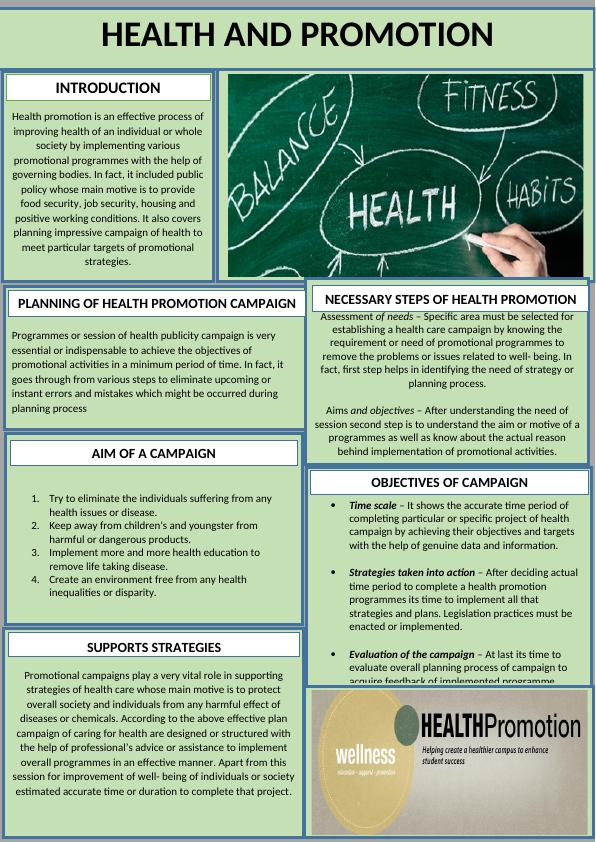 HEALTH AND PROMOTION
INTRODUCTION
Health promotion is an effective process of
improving health of an individual or whole
society by implementing various
promotional programmes with the help of
governing bodies. In fact, it included public
policy whose main motive is to provide
food security, job security, housing and
positive working conditions. It also covers
planning impressive campaign of health to
meet particular targets of promotional
strategies.
BALANCE
FiTNESS
HEALTH
HABiTS
PLANNING OF HEALTH PROMOTION CAMPAIGN
Programmes or session of health publicity campaign is very
essential or indispensable to achieve the objectives of
promotional activities in a minimum period of time. In fact, it
goes through from various steps to eliminate upcoming or
instant errors and mistakes which might be occurred during
planning process
NECESSARY STEPS OF HEALTH PROMOTION
Assessment of needs – Specific area must be selected for
establishing a health care campaign by knowing the
requirement or need of promotional programmes to
remove the problems or issues related to well- being. In
fact, first step helps in identifying the need of strategy or
planning process.
Aims and objectives – After understanding the need of
session second step is to understand the aim or motive of a
programmes as well as know about the actual reason
behind implementation of promotional activities.
AIM OF A CAMPAIGN
1. Try to eliminate the individuals suffering from any
health issues or disease.
2. Keep away from children's and youngster from
harmful or dangerous products.
3. Implement more and more health education to
remove life taking disease.
4. Create an environment free from any health
inequalities or disparity.
OBJECTIVES OF CAMPAIGN
• Time scale – It shows the accurate time period of
completing particular or specific project of health
campaign by achieving their objectives and targets
with the help of genuine data and information.
• Strategies taken into action – After deciding actual
time period to complete a health promotion
programmes its time to implement all that
strategies and plans. Legislation practices must be
enacted or implemented.
• Evaluation of the campaign – At last its time to
evaluate overall planning process of campaign to
acquire feedback of implemented programme
SUPPORTS STRATEGIES
Promotional campaigns play a very vital role in supporting
strategies of health care whose main motive is to protect
overall society and individuals from any harmful effect of
diseases or chemicals. According to the above effective plan
campaign of caring for health are designed or structured with
the help of professional's advice or assistance to implement
overall programmes in an effective manner. Apart from this
session for improvement of well- being of individuals or society
estimated accurate time or duration to complete that project.
HEALTHPromotion
Helping create a healthier campus to enhance
student success
wellness
education - support - prevention